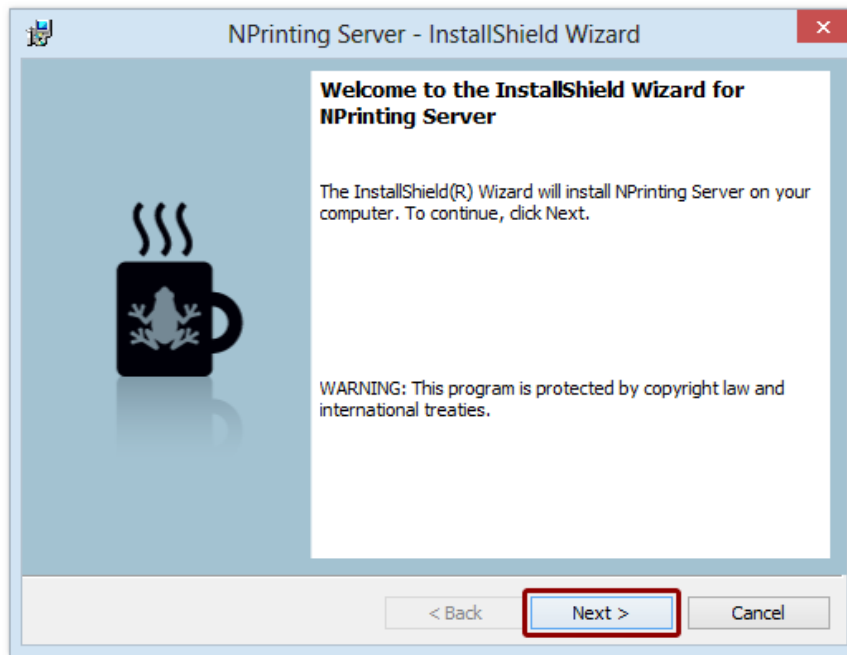 NPrinting Server - InstallShield Wizard
Welcome to the InstallShield Wizard for
NPrinting Server
The InstallShield(R) Wizard will install NPrinting Server on your
computer. To continue, click Next.
WARNING: This program is protected by copyright law and
international treaties.
< Back
Next >
Cancel